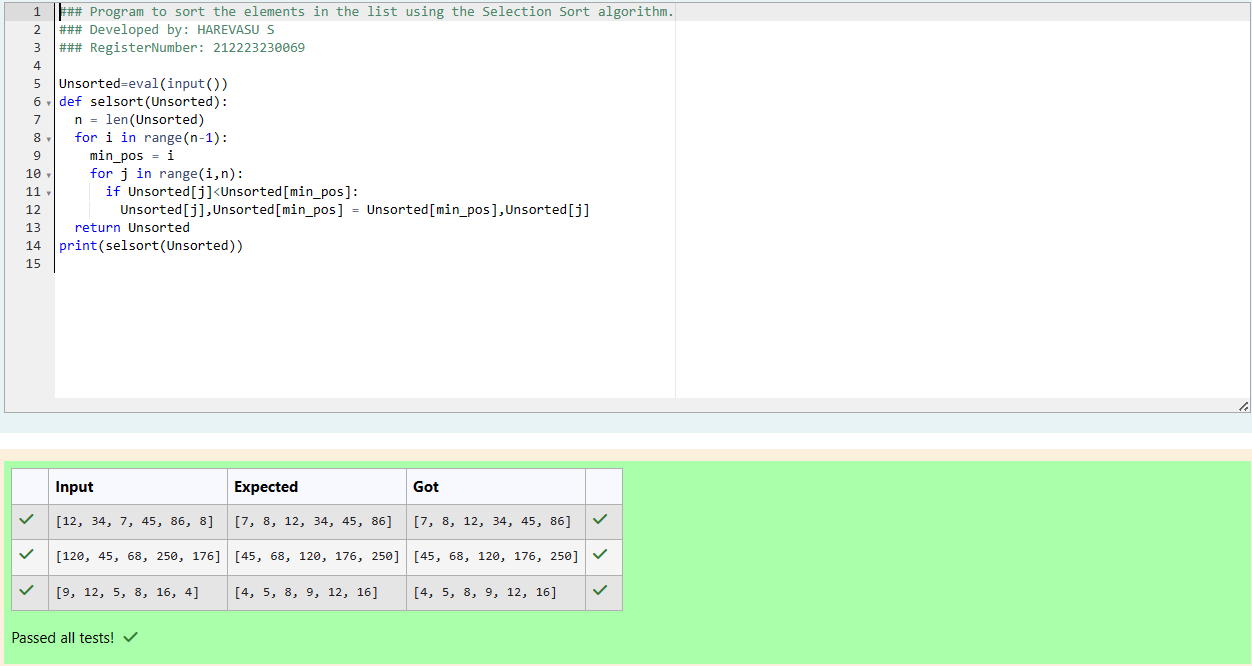 1 ### Program to sort the elements in the list using the Selection Sort algorithm.
2 ### Developed by: HAREVASU S
3 ### RegisterNumber: 212223230069
4
5 Unsorted=eval(input())
6 def selsort(Unsorted):
7   n = len(Unsorted)
8   for i in range(n-1):
9     min_pos = i
10     for j in range(i,n):
11       if Unsorted[j]<Unsorted[min_pos]:
12         Unsorted[j],Unsorted[min_pos] = Unsorted[min_pos],Unsorted[j]
13   return Unsorted
14 print(selsort(Unsorted))
15
Input Expected Got
[12, 34, 7, 45, 86, 8] [7, 8, 12, 34, 45, 86] [7, 8, 12, 34, 45, 86]
[120, 45, 68, 250, 176] [45, 68, 120, 176, 250] [45, 68, 120, 176, 250]
[9, 12, 5, 8, 16, 4] [4, 5, 8, 9, 12, 16] [4, 5, 8, 9, 12, 16]
Passed all tests!